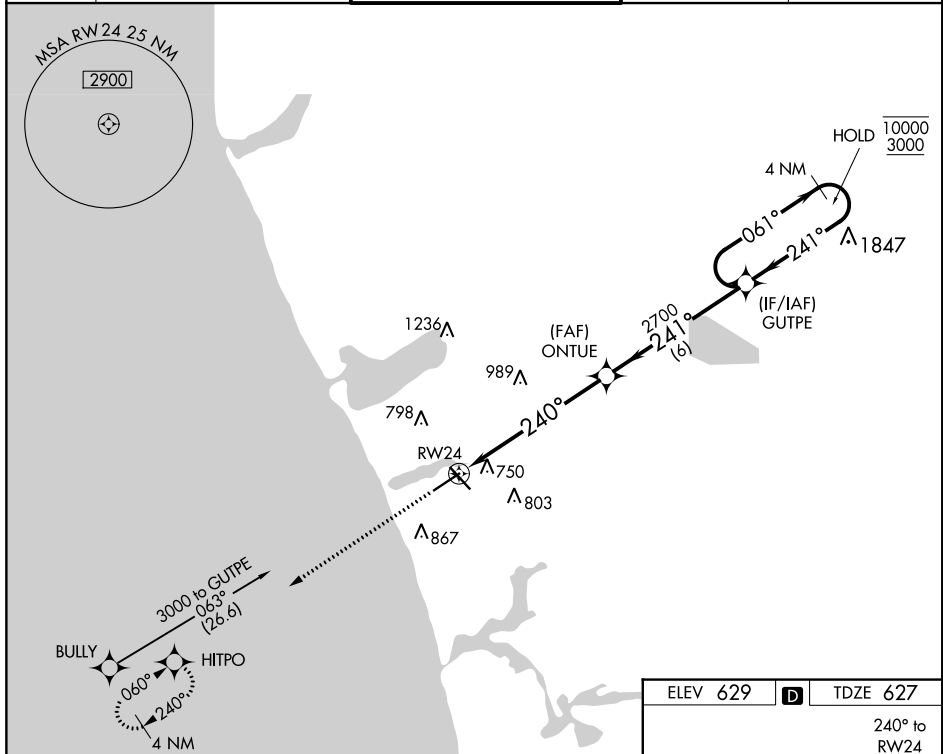 MSA RW24 25 NM
2900
HOLD
10000
3000
4 NM
061°
241°
1847
(IF/IAF)
GUTPE
2700
241°
(6)
(FAF)
ONTUE
1236
989
240°
798
RW24
750
803
867
3000 to GUTPE
063°
(26.6)
BULLY
HITPO
060°
240°
4 NM
ELEV 629 D TDZE 627
240° to
RW24